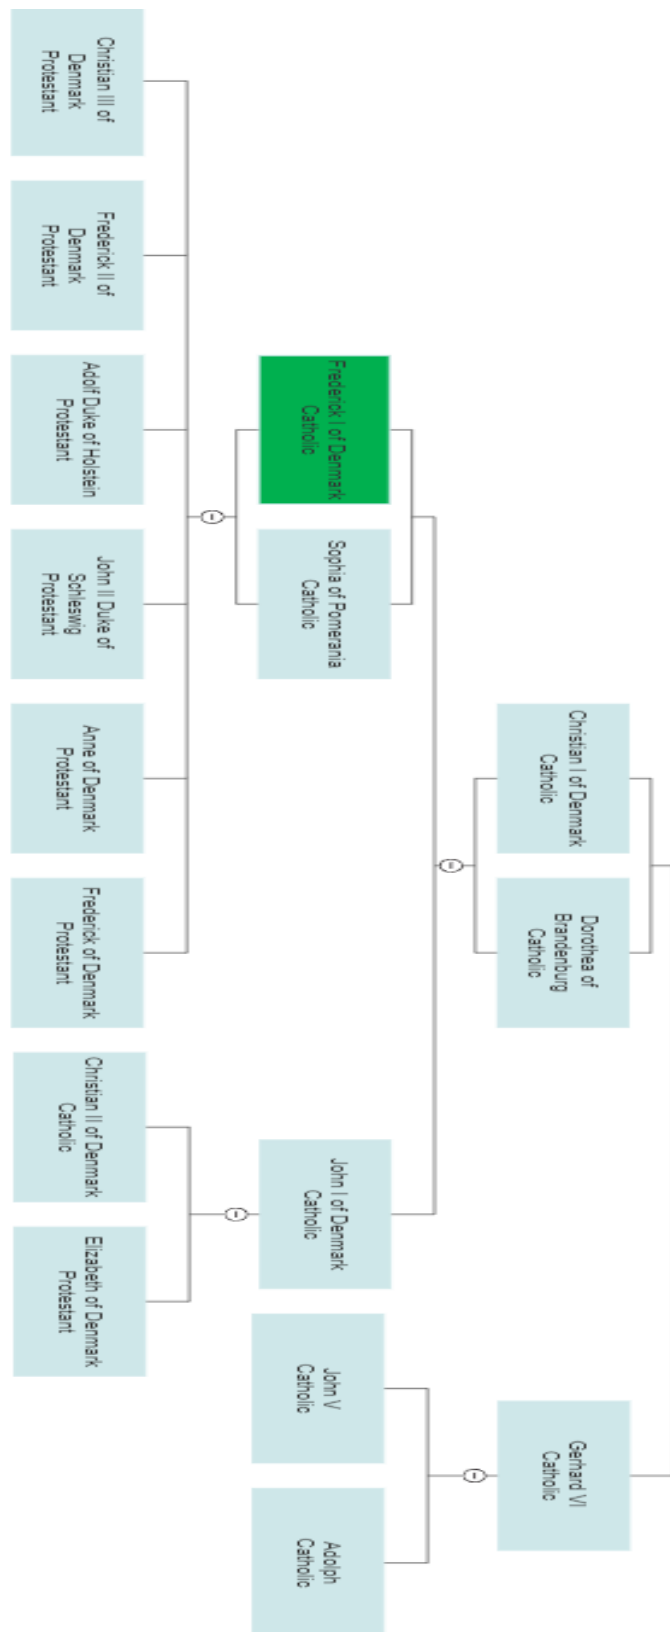 Christian I of Denmark
Catholic
Dorothea of
Brandenburg
Catholic
Gerhard VI
Catholic
Frederick I of Denmark
Catholic
Sophia of Pomerania
Catholic
John I of Denmark
Catholic
John V
Catholic
Adolph
Catholic
Christian III of
Denmark
Protestant
Frederick II of
Denmark
Protestant
Adolf Duke of Holstein
Protestant
John II Duke of
Schleswig
Protestant
Anne of Denmark
Protestant
Frederick of Denmark
Protestant
Christian II of Denmark
Catholic
Elizabeth of Denmark
Protestant